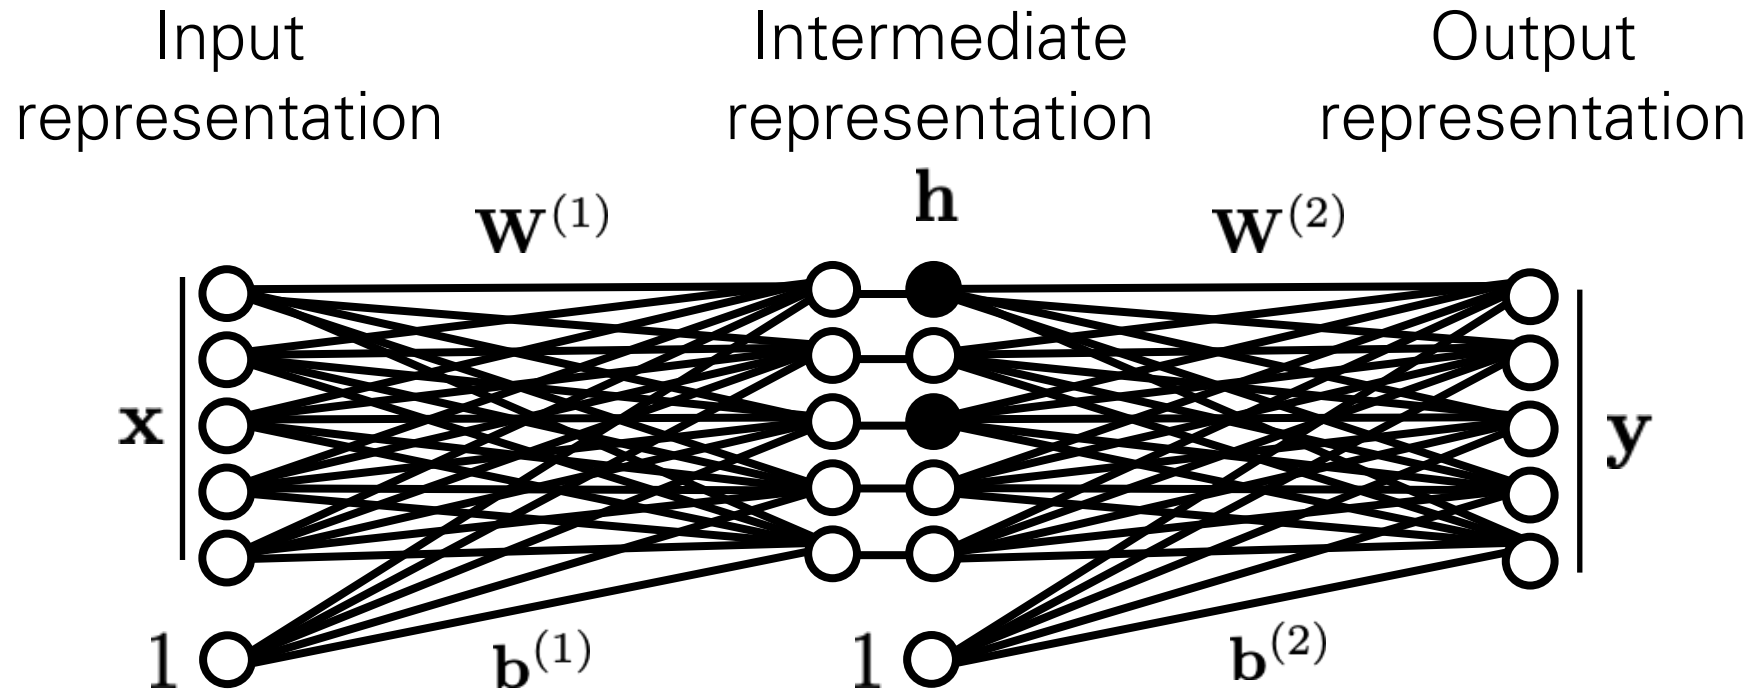 Input
representation
Intermediate
representation
Output
representation
h
W⁽¹⁾
W⁽²⁾
x
y
1
b⁽¹⁾
1
b⁽²⁾